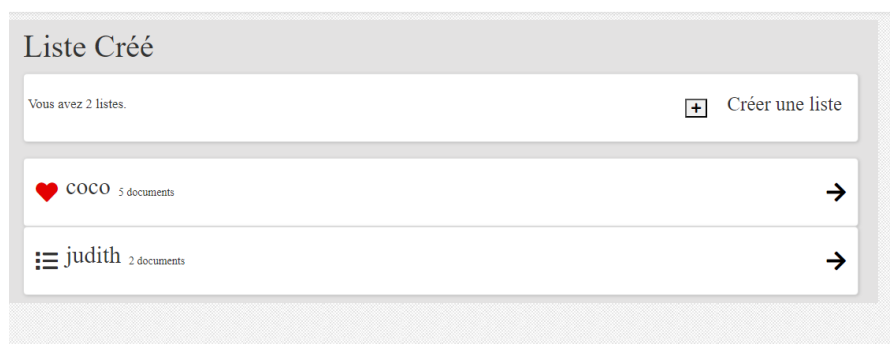 Liste Créé
Vous avez 2 listes.
Créer une liste
coco 5 documents
judith 2 documents